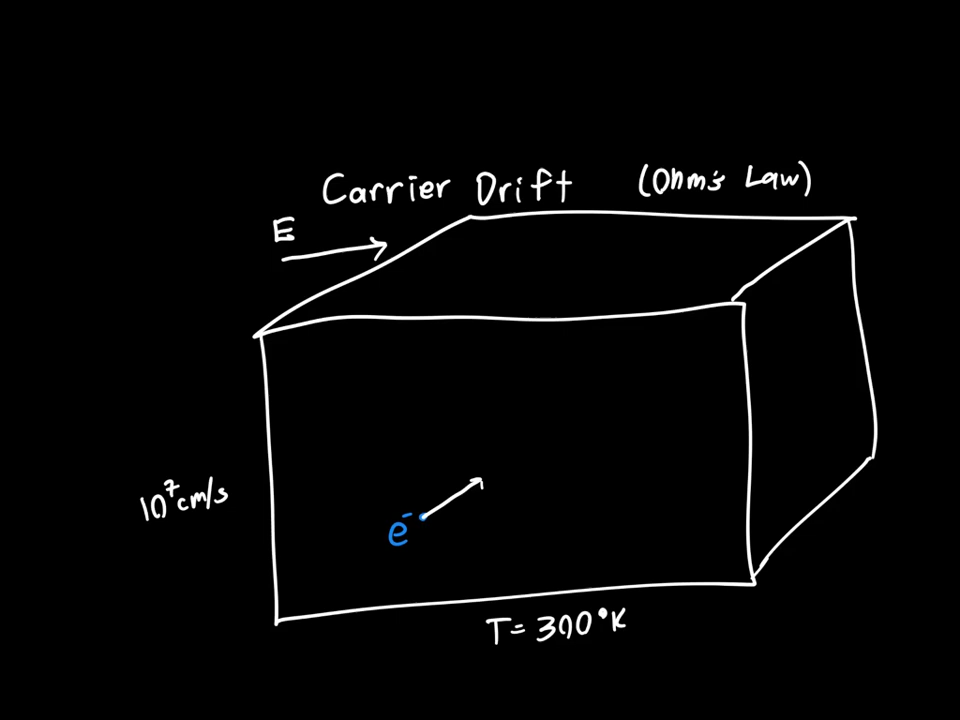 Carrier Drift (Ohm's Law)
E
10⁷cm/s
e⁻
T = 300°K